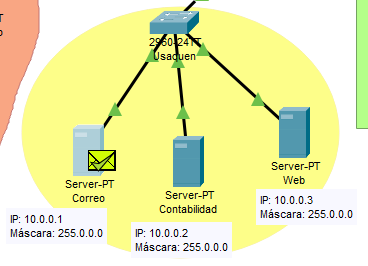 2960-24TT
Usaquen
Server-PT
Correo
Server-PT
Contabilidad
Server-PT
Web
IP: 10.0.0.1
Máscara: 255.0.0.0
IP: 10.0.0.2
Máscara: 255.0.0.0
IP: 10.0.0.3
Máscara: 255.0.0.0